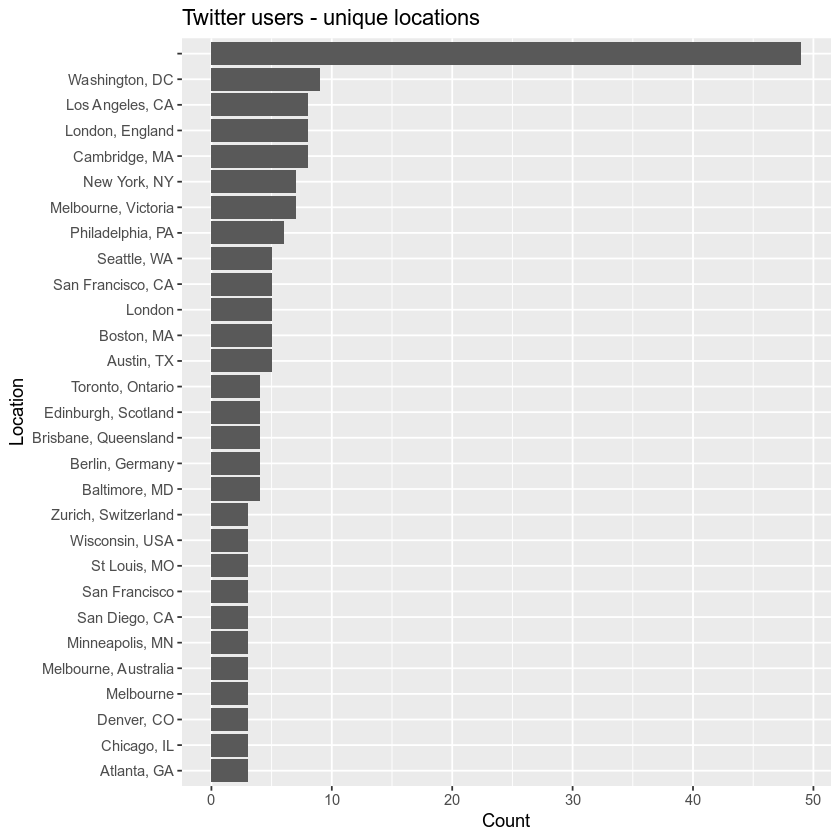 Twitter users - unique locations
Washington, DC
Los Angeles, CA
London, England
Cambridge, MA
New York, NY
Melbourne, Victoria
Philadelphia, PA
Seattle, WA
San Francisco, CA
London
Boston, MA
Austin, TX
Toronto, Ontario
Edinburgh, Scotland
Brisbane, Queensland
Berlin, Germany
Baltimore, MD
Zurich, Switzerland
Wisconsin, USA
St Louis, MO
San Francisco
San Diego, CA
Minneapolis, MN
Melbourne, Australia
Melbourne
Denver, CO
Chicago, IL
Atlanta, GA
Location
0 10 20 30 40 50
Count